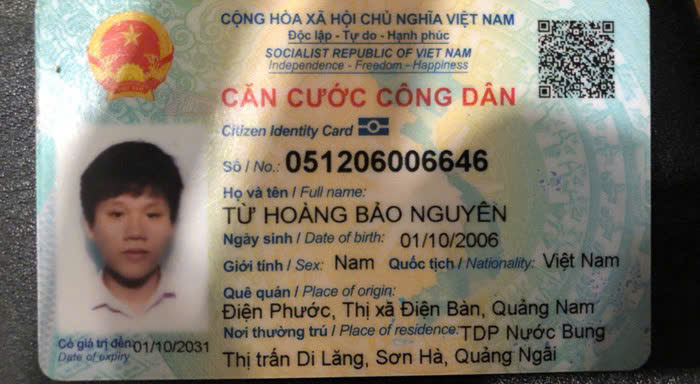 CỘNG HÒA XÃ HỘI CHỦ NGHĨA VIỆT NAM
Độc lập - Tự do - Hạnh phúc
SOCIALIST REPUBLIC OF VIET NAM
Independence - Freedom - Happiness
CĂN CƯỚC CÔNG DÂN
Citizen Identity Card
Số / No.: 051206006646
Họ và tên / Full name:
TỪ HOÀNG BẢO NGUYÊN
Ngày sinh / Date of birth: 01/10/2006
Giới tính / Sex: Nam Quốc tịch / Nationality: Việt Nam
Quê quán / Place of origin:
Điện Phước, Thị xã Điện Bàn, Quảng Nam
Nơi thường trú / Place of residence: TDP Nước Bung
Thị trấn Di Lăng, Sơn Hà, Quảng Ngãi
Có giá trị đến: 01/10/2031
Date of expiry